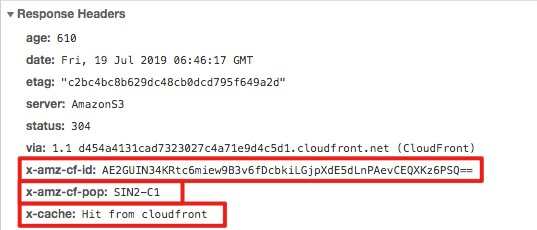 Response Headers
age: 610
date: Fri, 19 Jul 2019 06:46:17 GMT
etag: "c2bc4bc8b629dc48cb0dcd795f649a2d"
server: AmazonS3
status: 304
via: 1.1 d454a4131cad7323027c4a71e9d4c5d1.cloudfront.net (CloudFront)
x-amz-cf-id: AE2GUIN34KRtc6miew9B3v6fDcbkiLGjpXdE5dLnPAevCEQXKz6PSQ==
x-amz-cf-pop: SIN2-C1
x-cache: Hit from cloudfront